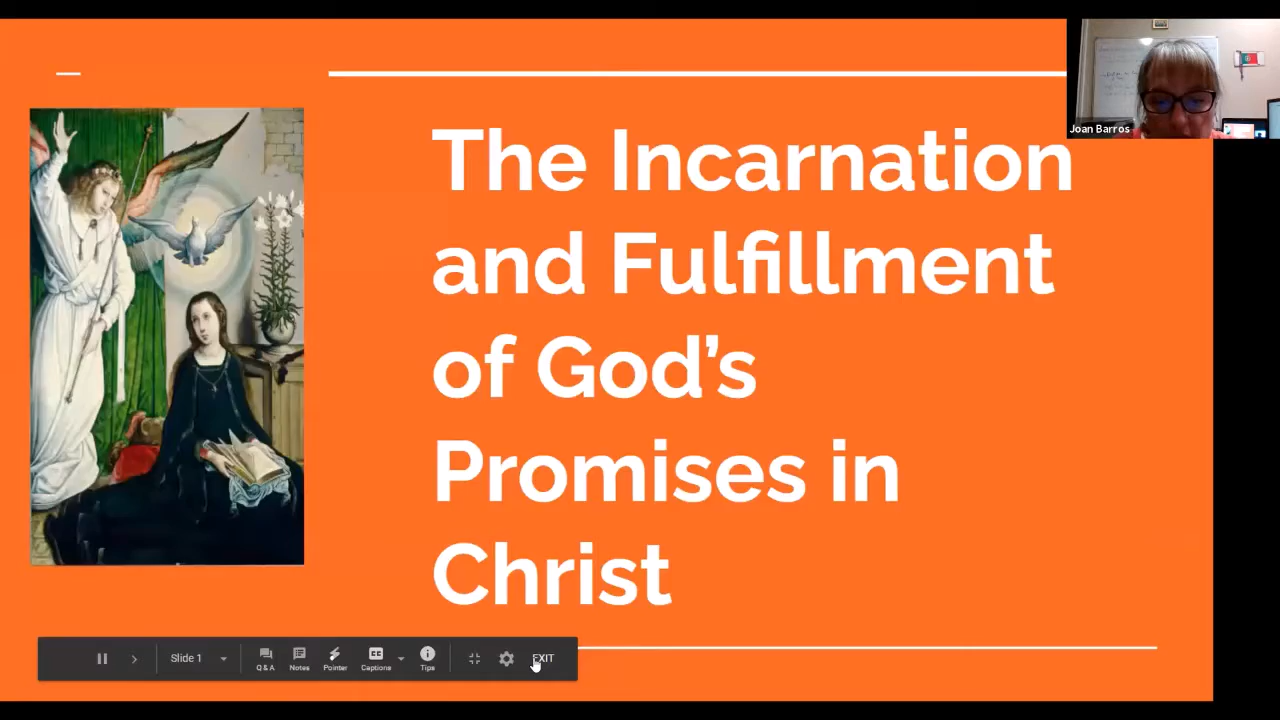 The Incarnation
and Fulfillment
of God's
Promises in
Christ
Joan Barros
Slide 1
Q&A
Notes
Pointer
Captions
Tips
EXIT